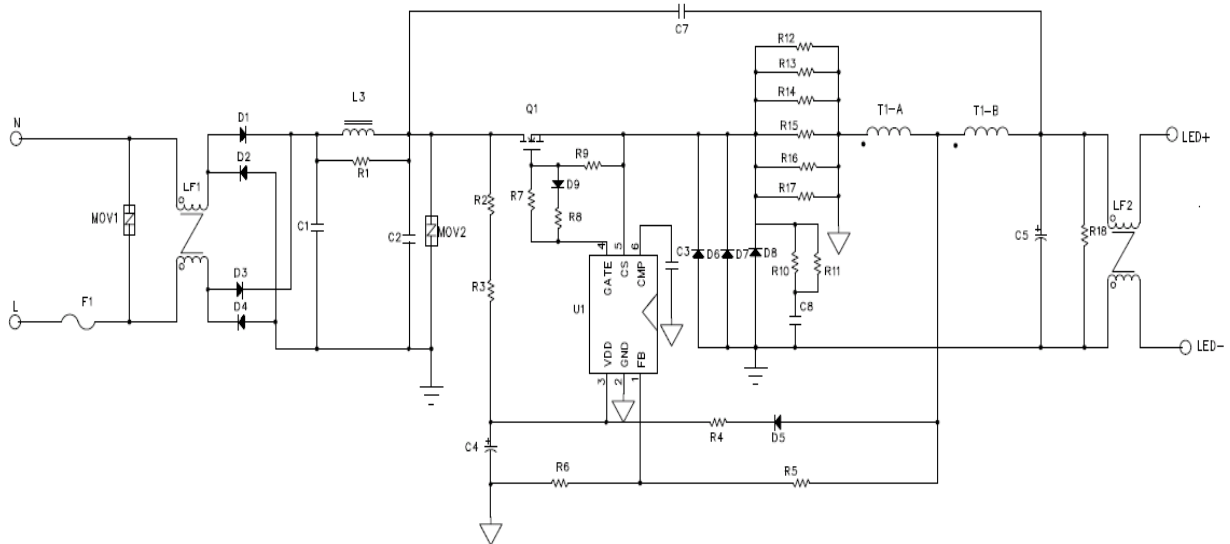 C7
R12
R13
R14
R15
R16
R17
L3
Q1
T1-A
T1-B
N
D1
D2
LF1
MOV1
R1
R9
D9
R7
R8
R2
LED+
LF2
C1
C2
MOV2
4
5
6
GATE
CS
CMP
C3
D6
D7
D8
R10
R11
C5
R18
D3
D4
L
F1
R3
U1
C8
VDD
GND
FB
3
2
1
LED-
R4
D5
C4
R6
R5